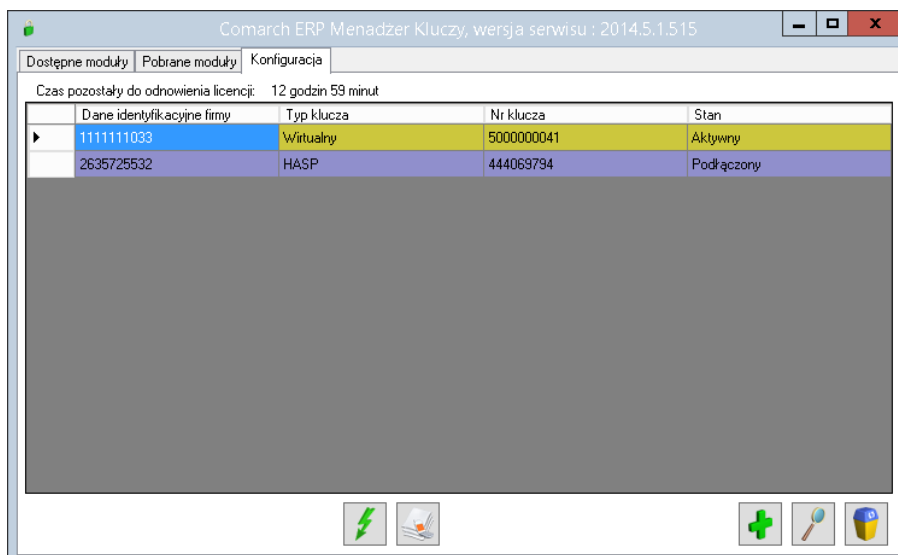 Comarch ERP Menadżer Kluczy, wersja serwisu : 2014.5.1.515
Dostępne moduły Pobrane moduły Konfiguracja
Czas pozostały do odnowienia licencji: 12 godzin 59 minut
Dane identyfikacyjne firmy Typ klucza Nr klucza Stan
1111111033 Wirtualny 5000000041 Aktywny
2635725532 HASP 444069794 Podłączony